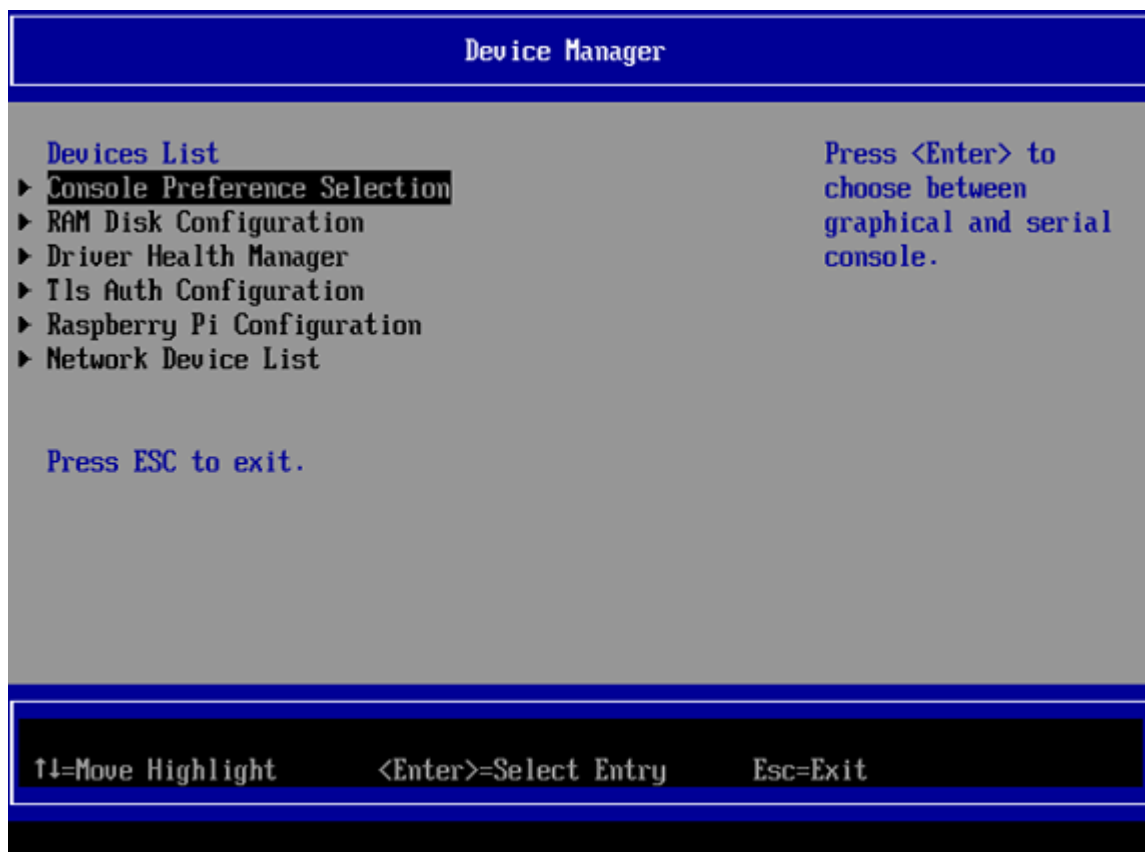 Device Manager
Devices List
Console Preference Selection
RAM Disk Configuration
Driver Health Manager
Tls Auth Configuration
Raspberry Pi Configuration
Network Device List
Press ESC to exit.
Press <Enter> to
choose between
graphical and serial
console.
↑↓=Move Highlight <Enter>=Select Entry Esc=Exit